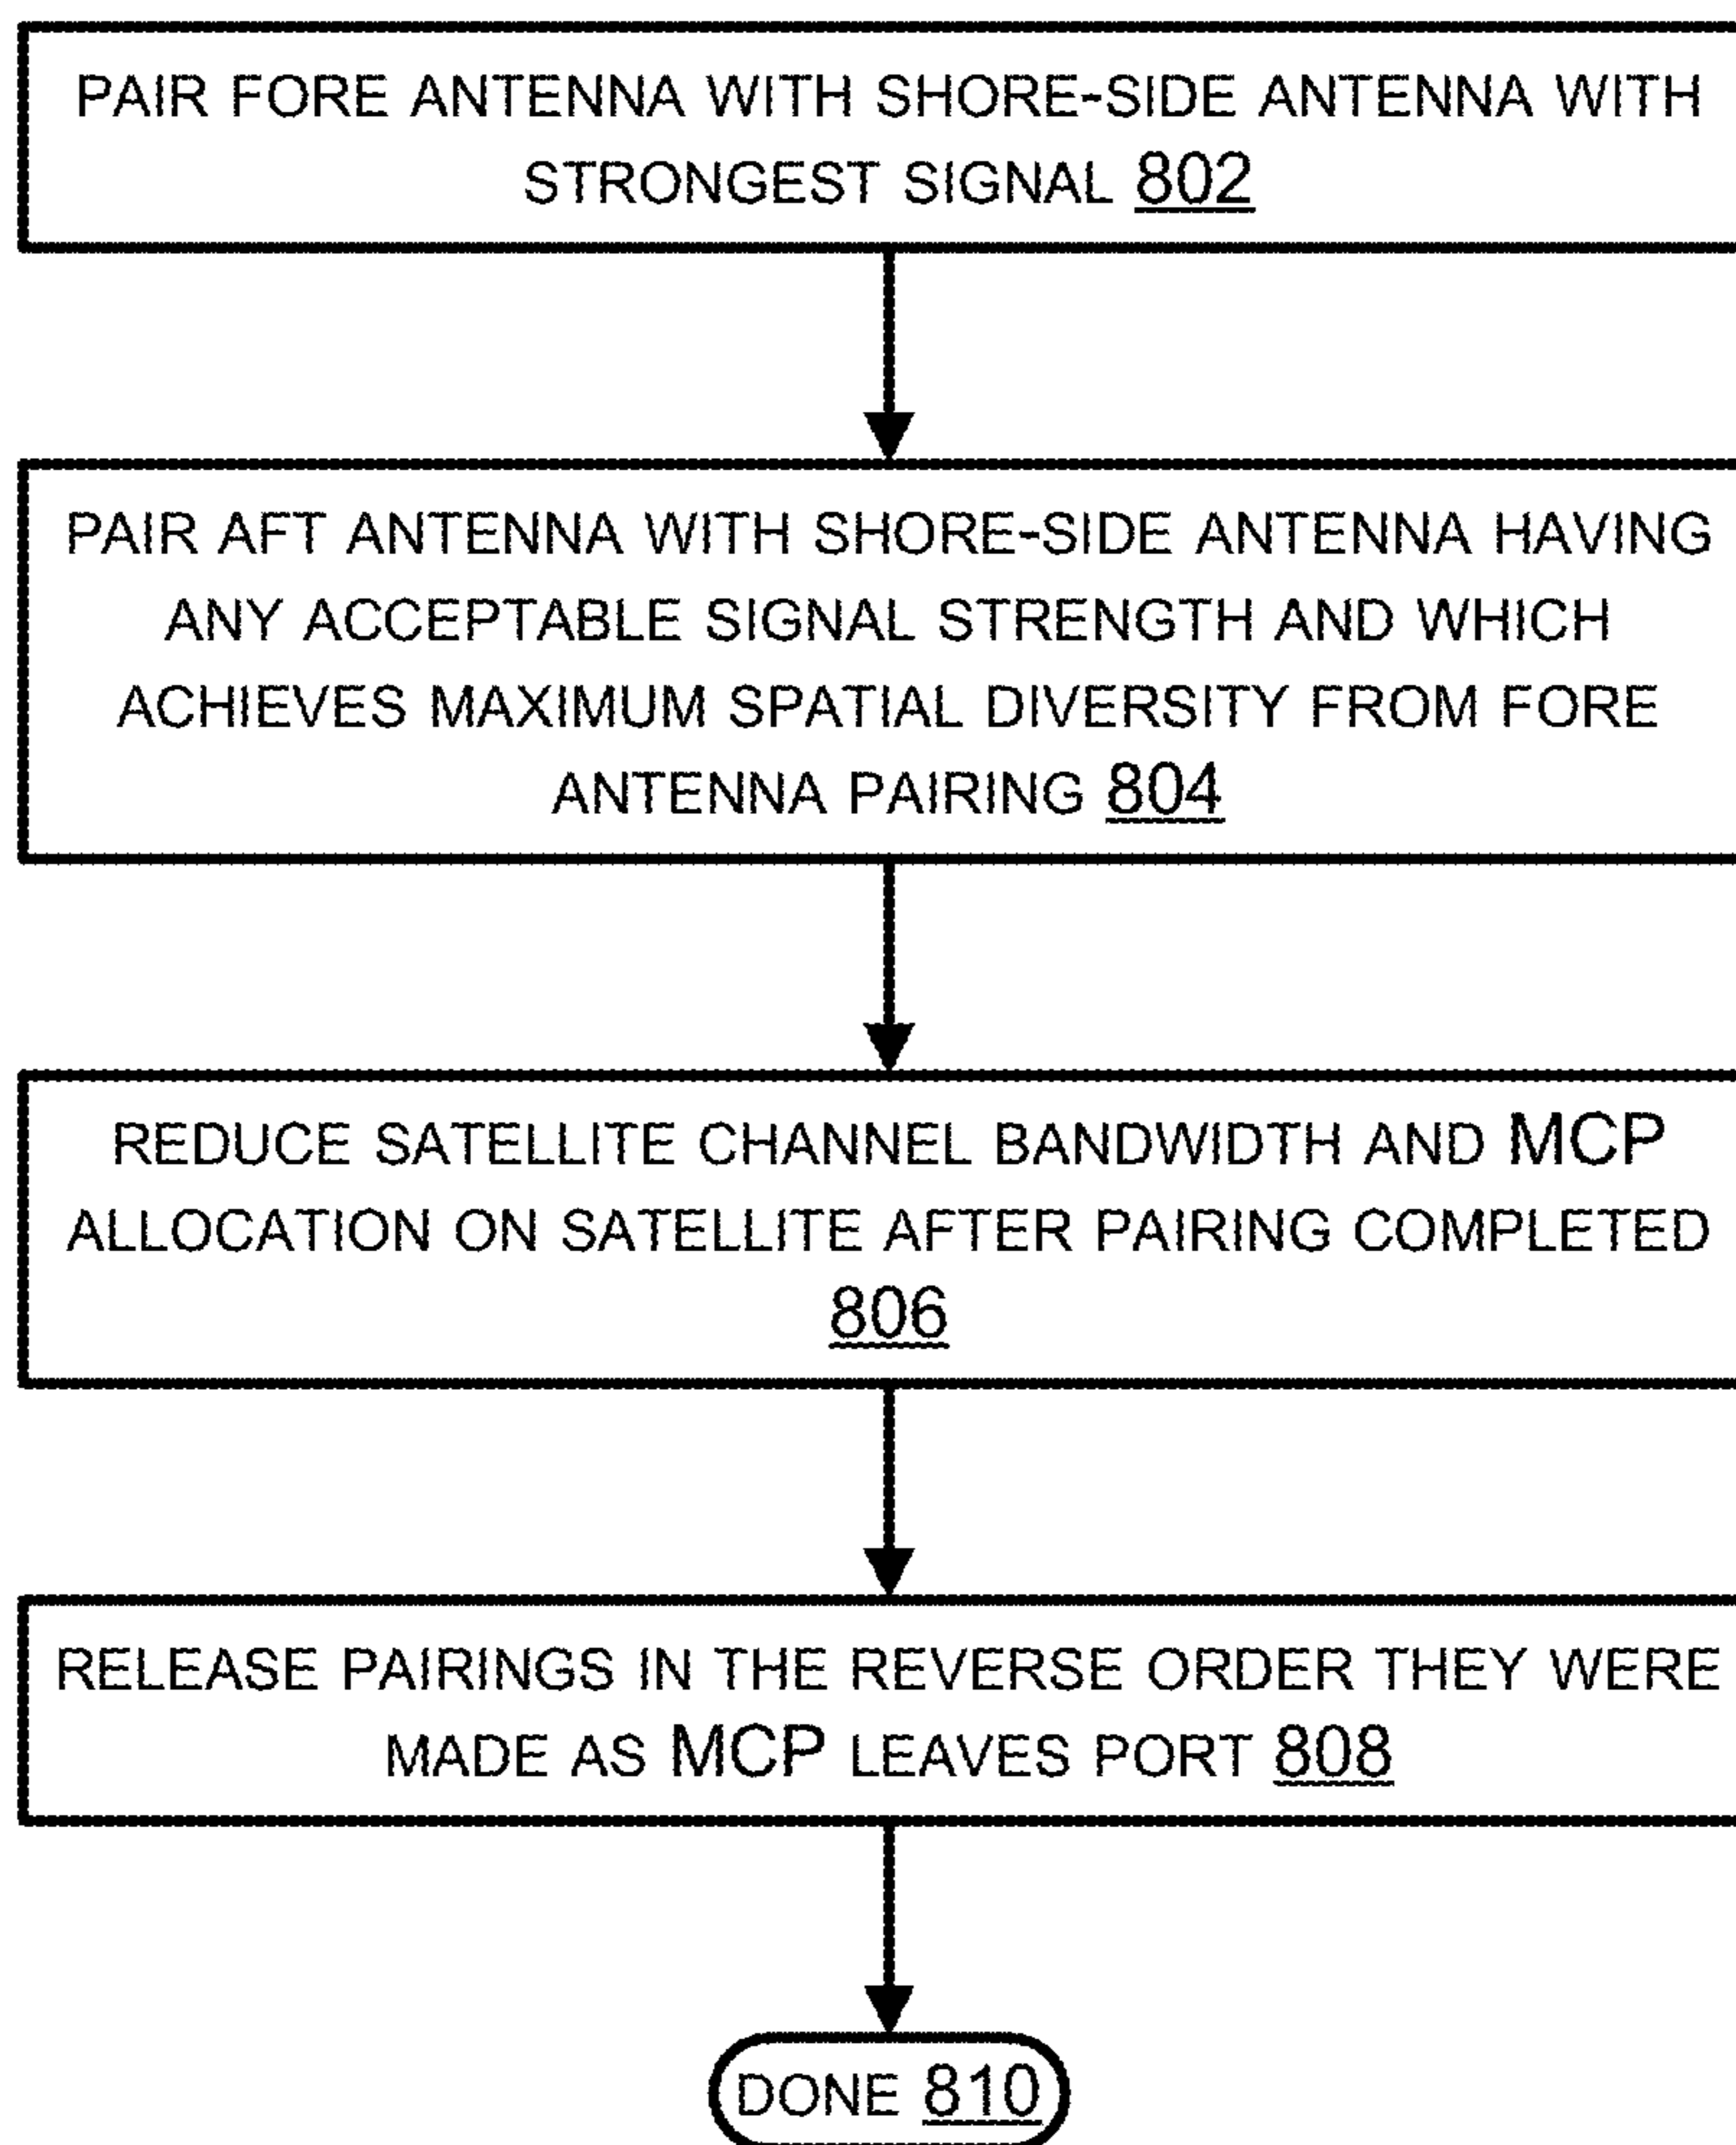 PAIR FORE ANTENNA WITH SHORE-SIDE ANTENNA WITH
STRONGEST SIGNAL 802
PAIR AFT ANTENNA WITH SHORE-SIDE ANTENNA HAVING
ANY ACCEPTABLE SIGNAL STRENGTH AND WHICH
ACHIEVES MAXIMUM SPATIAL DIVERSITY FROM FORE
ANTENNA PAIRING 804
REDUCE SATELLITE CHANNEL BANDWIDTH AND MCP
ALLOCATION ON SATELLITE AFTER PAIRING COMPLETED
806
RELEASE PAIRINGS IN THE REVERSE ORDER THEY WERE
MADE AS MCP LEAVES PORT 808
DONE 810